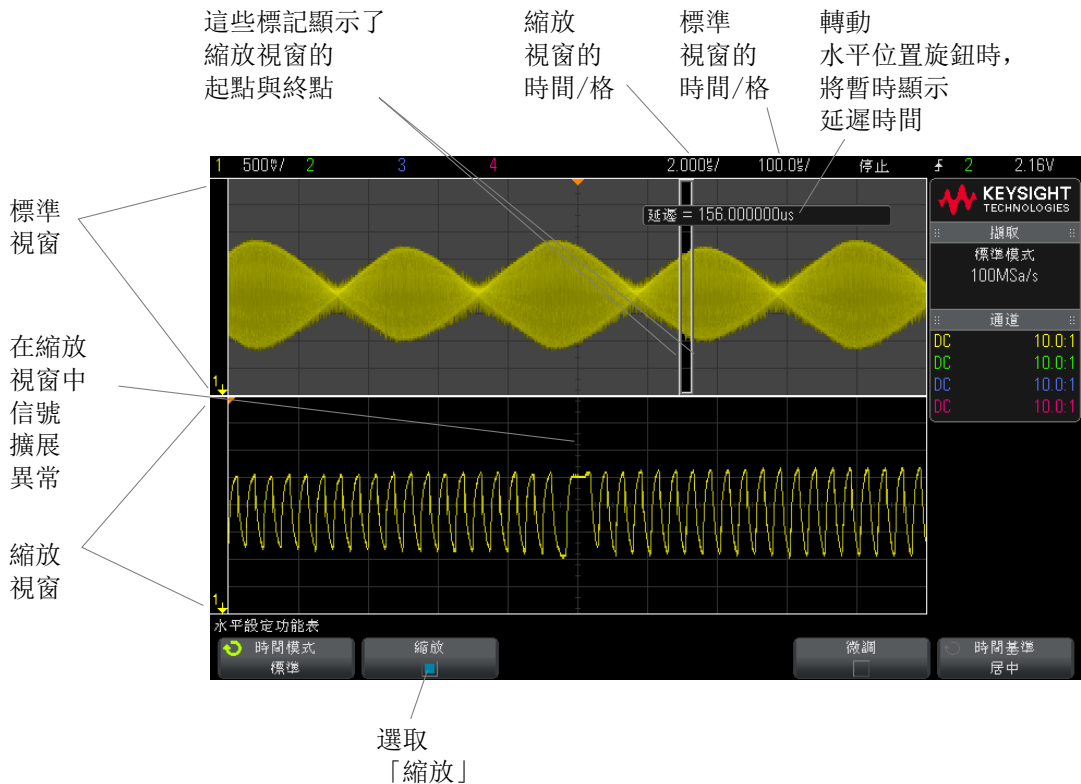 這些標記顯示了
縮放視窗的
起點與終點
縮放
視窗的
時間/格
標準
視窗的
時間/格
轉動
水平位置旋鈕時，
將暫時顯示
延遲時間
標準
視窗
在縮放
視窗中
信號
擴展
異常
縮放
視窗
1 500mV/ 2 3 4 2.000us/ 100.0us/ 停止 2 2.16V
延遲 = 156.000000us
KEYSIGHT
TECHNOLOGIES
擷取
標準模式
100MSa/s
通道
DC 10.0:1
DC 10.0:1
DC 10.0:1
DC 10.0:1
1
1
水平設定功能表
時間模式
標準
縮放
微調
時間基準
居中
選取
「縮放」